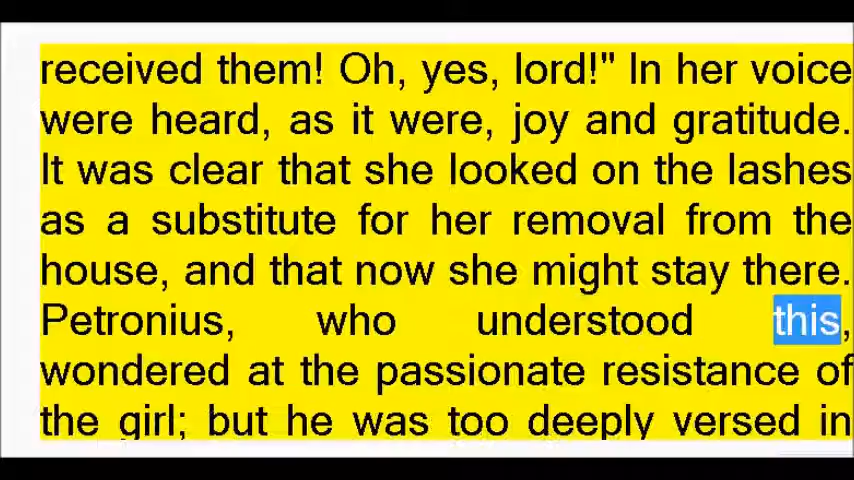 received them! Oh, yes, lord!" In her voice
were heard, as it were, joy and gratitude.
It was clear that she looked on the lashes
as a substitute for her removal from the
house, and that now she might stay there.
Petronius, who understood this,
wondered at the passionate resistance of
the girl; but he was too deeply versed in